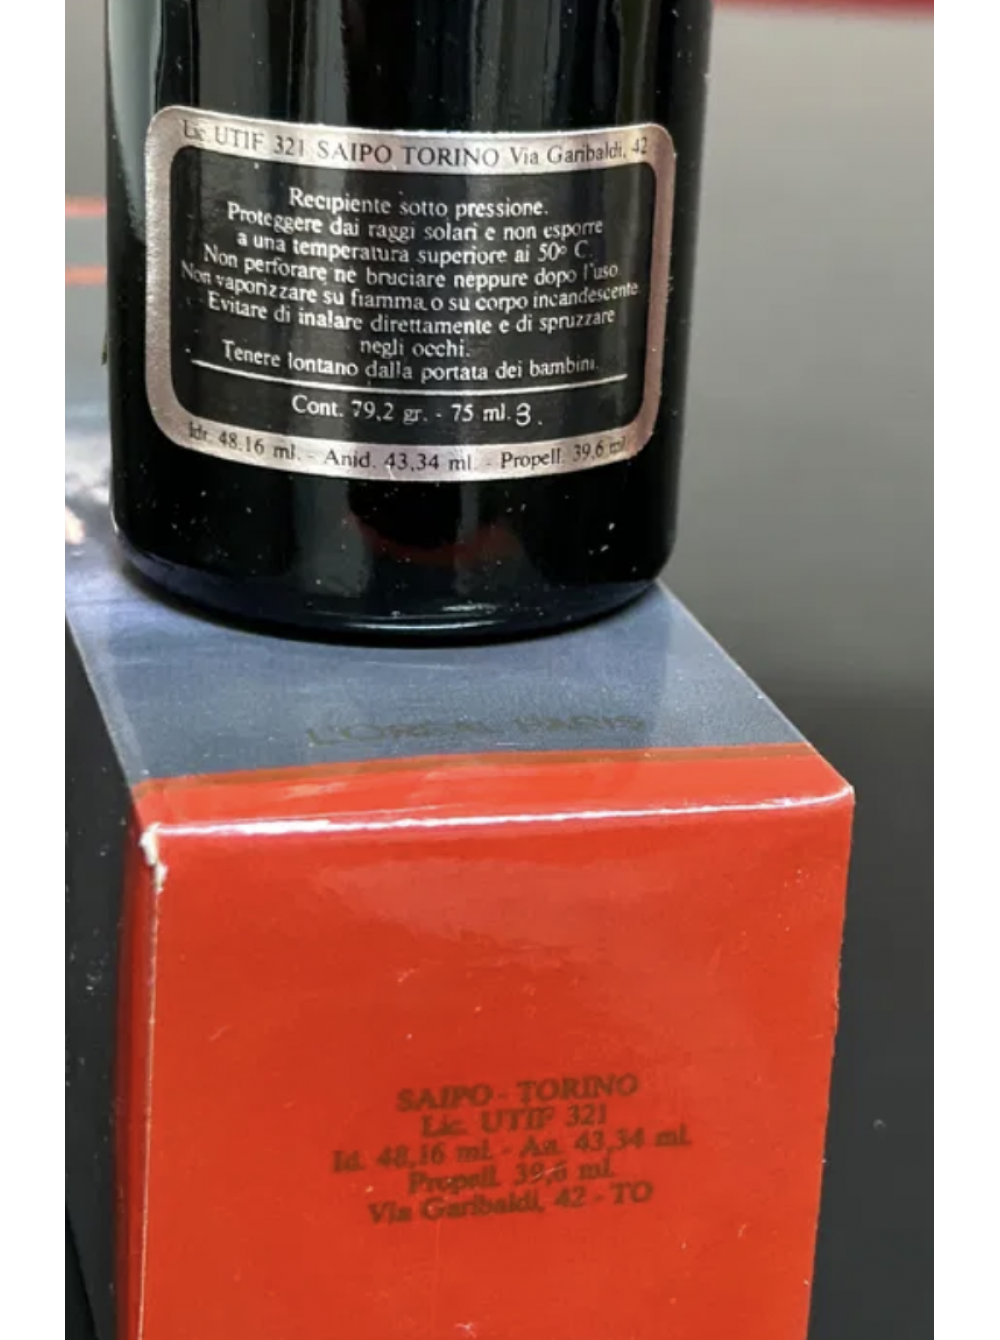 Lic. UTIF 321 SAIPO TORINO Via Garibaldi, 42
Recipiente sotto pressione.
Proteggere dai raggi solari e non esporre
a una temperatura superiore ai 50° C.
Non perforare nè bruciare neppure dopo l'uso
Non vaporizzare su fiamma o su corpo incandescente
Evitare di inalare direttamente e di spruzzare
negli occhi.
Tenere lontano dalla portata dei bambini.
Cont. 79,2 gr. - 75 ml. 3.
Idr. 48.16 ml. - Anid. 43,34 ml. - Propell. 39,6 ml.
L'OREAL PARIS
SAIPO - TORINO
Lic. UTIF 321
Id. 48,16 ml. - An. 43,34 ml.
Propell. 39,6 ml.
Via Garibaldi, 42 - TO